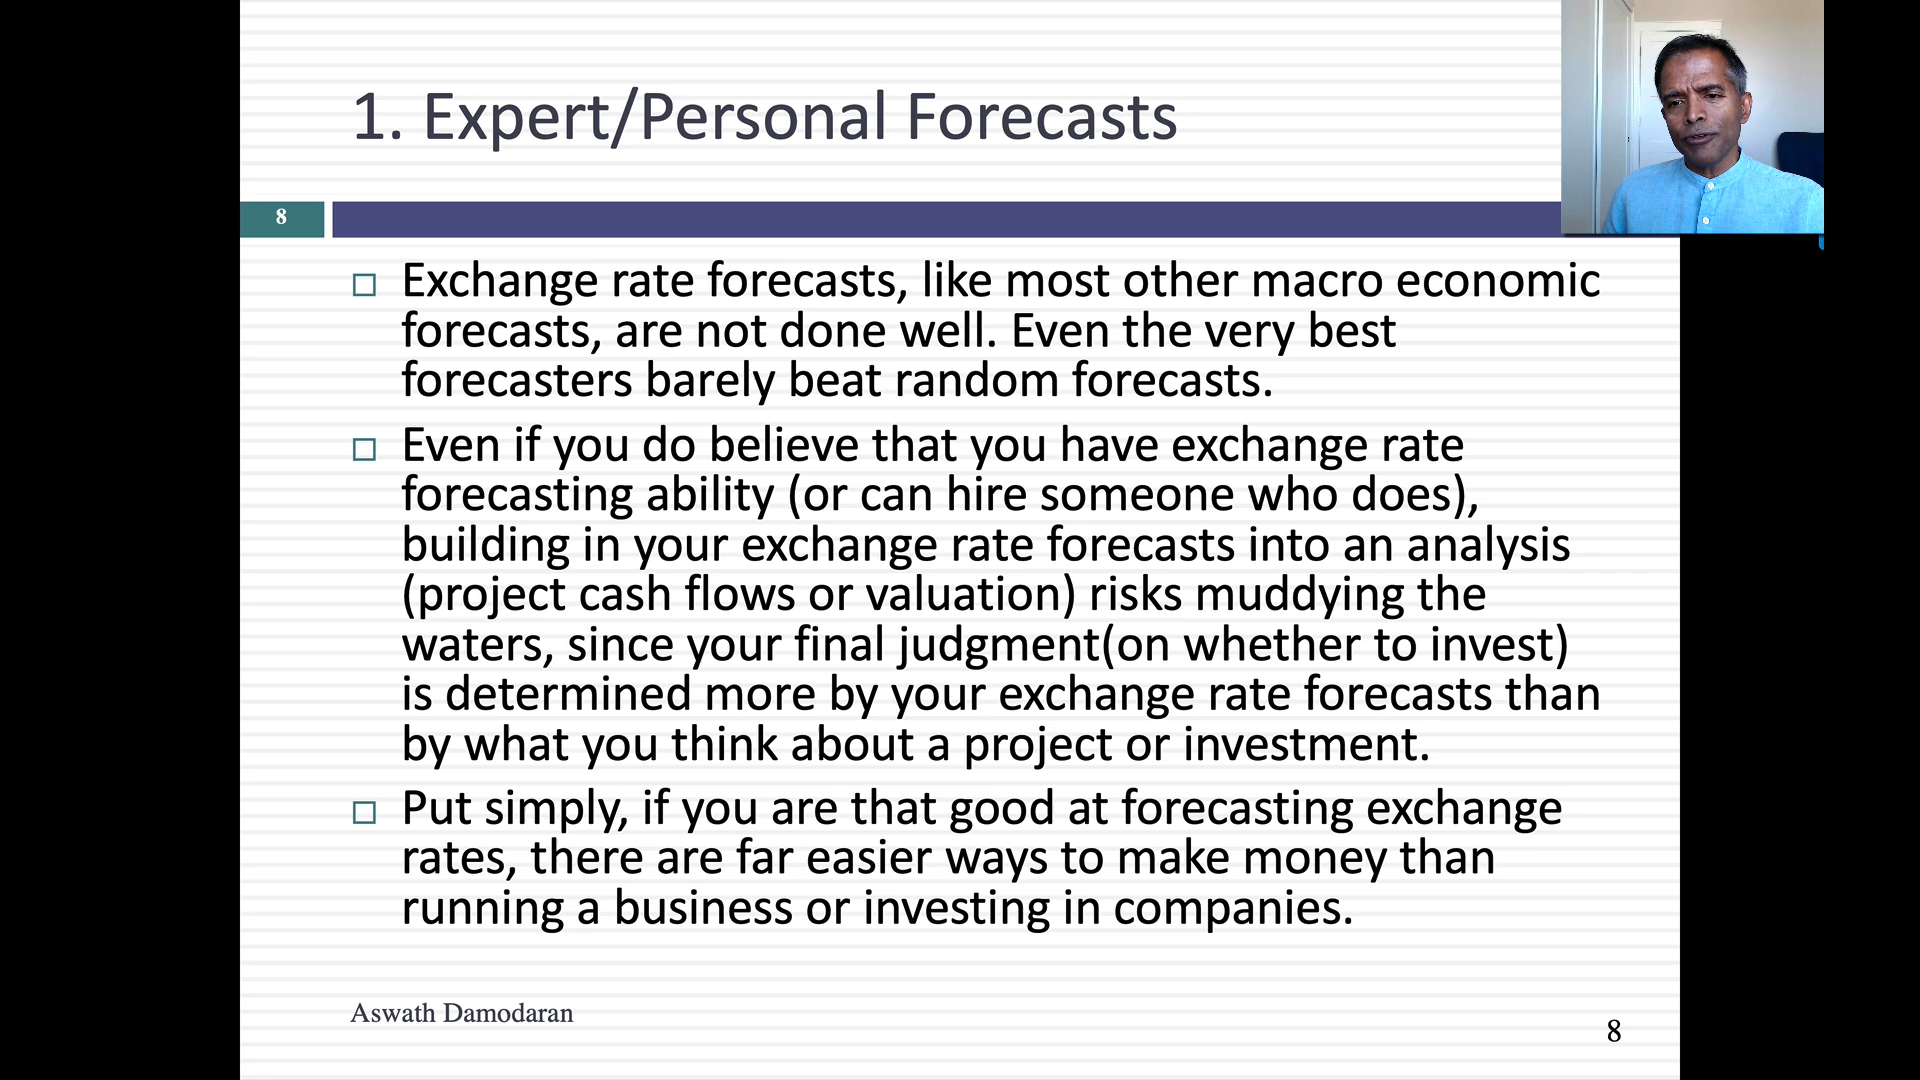 1. Expert/Personal Forecasts
8
Exchange rate forecasts, like most other macro economic
forecasts, are not done well. Even the very best
forecasters barely beat random forecasts.
Even if you do believe that you have exchange rate
forecasting ability (or can hire someone who does),
building in your exchange rate forecasts into an analysis
(project cash flows or valuation) risks muddying the
waters, since your final judgment(on whether to invest)
is determined more by your exchange rate forecasts than
by what you think about a project or investment.
Put simply, if you are that good at forecasting exchange
rates, there are far easier ways to make money than
running a business or investing in companies.
Aswath Damodaran
8